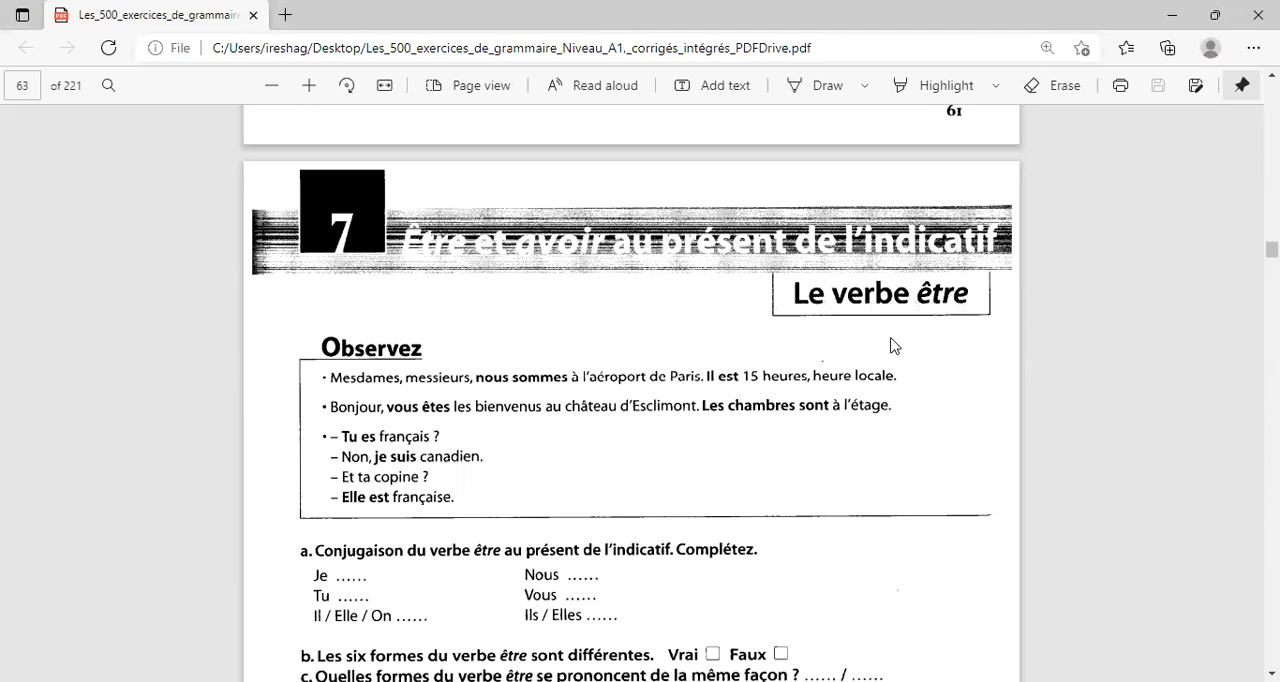 Les_500_exercices_de_grammaire
File C:/Users/ireshag/Desktop/Les_500_exercices_de_grammaire_Niveau_A1._corrigés_intégrés_PDFDrive.pdf
63 of 221 Page view Read aloud Add text Draw Highlight Erase
61
7 Être et avoir au présent de l'indicatif
Le verbe être
Observez
• Mesdames, messieurs, nous sommes à l'aéroport de Paris. Il est 15 heures, heure locale.
• Bonjour, vous êtes les bienvenus au château d'Esclimont. Les chambres sont à l'étage.
• – Tu es français ?
– Non, je suis canadien.
– Et ta copine ?
– Elle est française.
a. Conjugaison du verbe être au présent de l'indicatif. Complétez.
Je ...... Nous ......
Tu ...... Vous ......
Il / Elle / On ...... Ils / Elles ......
b. Les six formes du verbe être sont différentes. Vrai ☐ Faux ☐
c. Quelles formes du verbe être se prononcent de la même façon ? ...... / ......